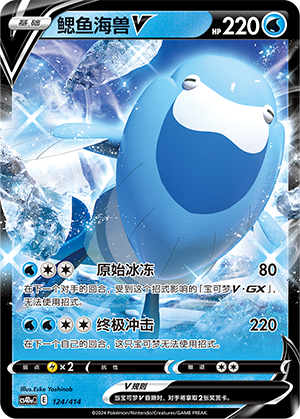 基础
鳃鱼海兽V
HP 220
原始冰冻 80
在下一个对手的回合，受到这个招式影响的「宝可梦V・GX」，
无法使用招式。
终极冲击 220
在下一个自己的回合，这只宝可梦无法使用招式。
弱点 ×2 抗性 撤退
Illus. Eske Yoshinob
V规则
当宝可梦V昏厥时，对手将拿取2张奖赏卡。
CS4bC E 124/414
©2024 Pokémon/Nintendo/Creatures/GAME FREAK.